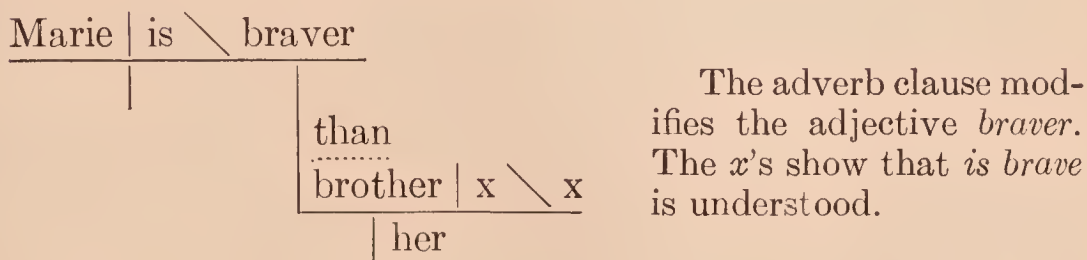 Marie | is \ braver
than
brother | x \ x
her
The adverb clause mod-
ifies the adjective braver.
The x's show that is brave
is understood.